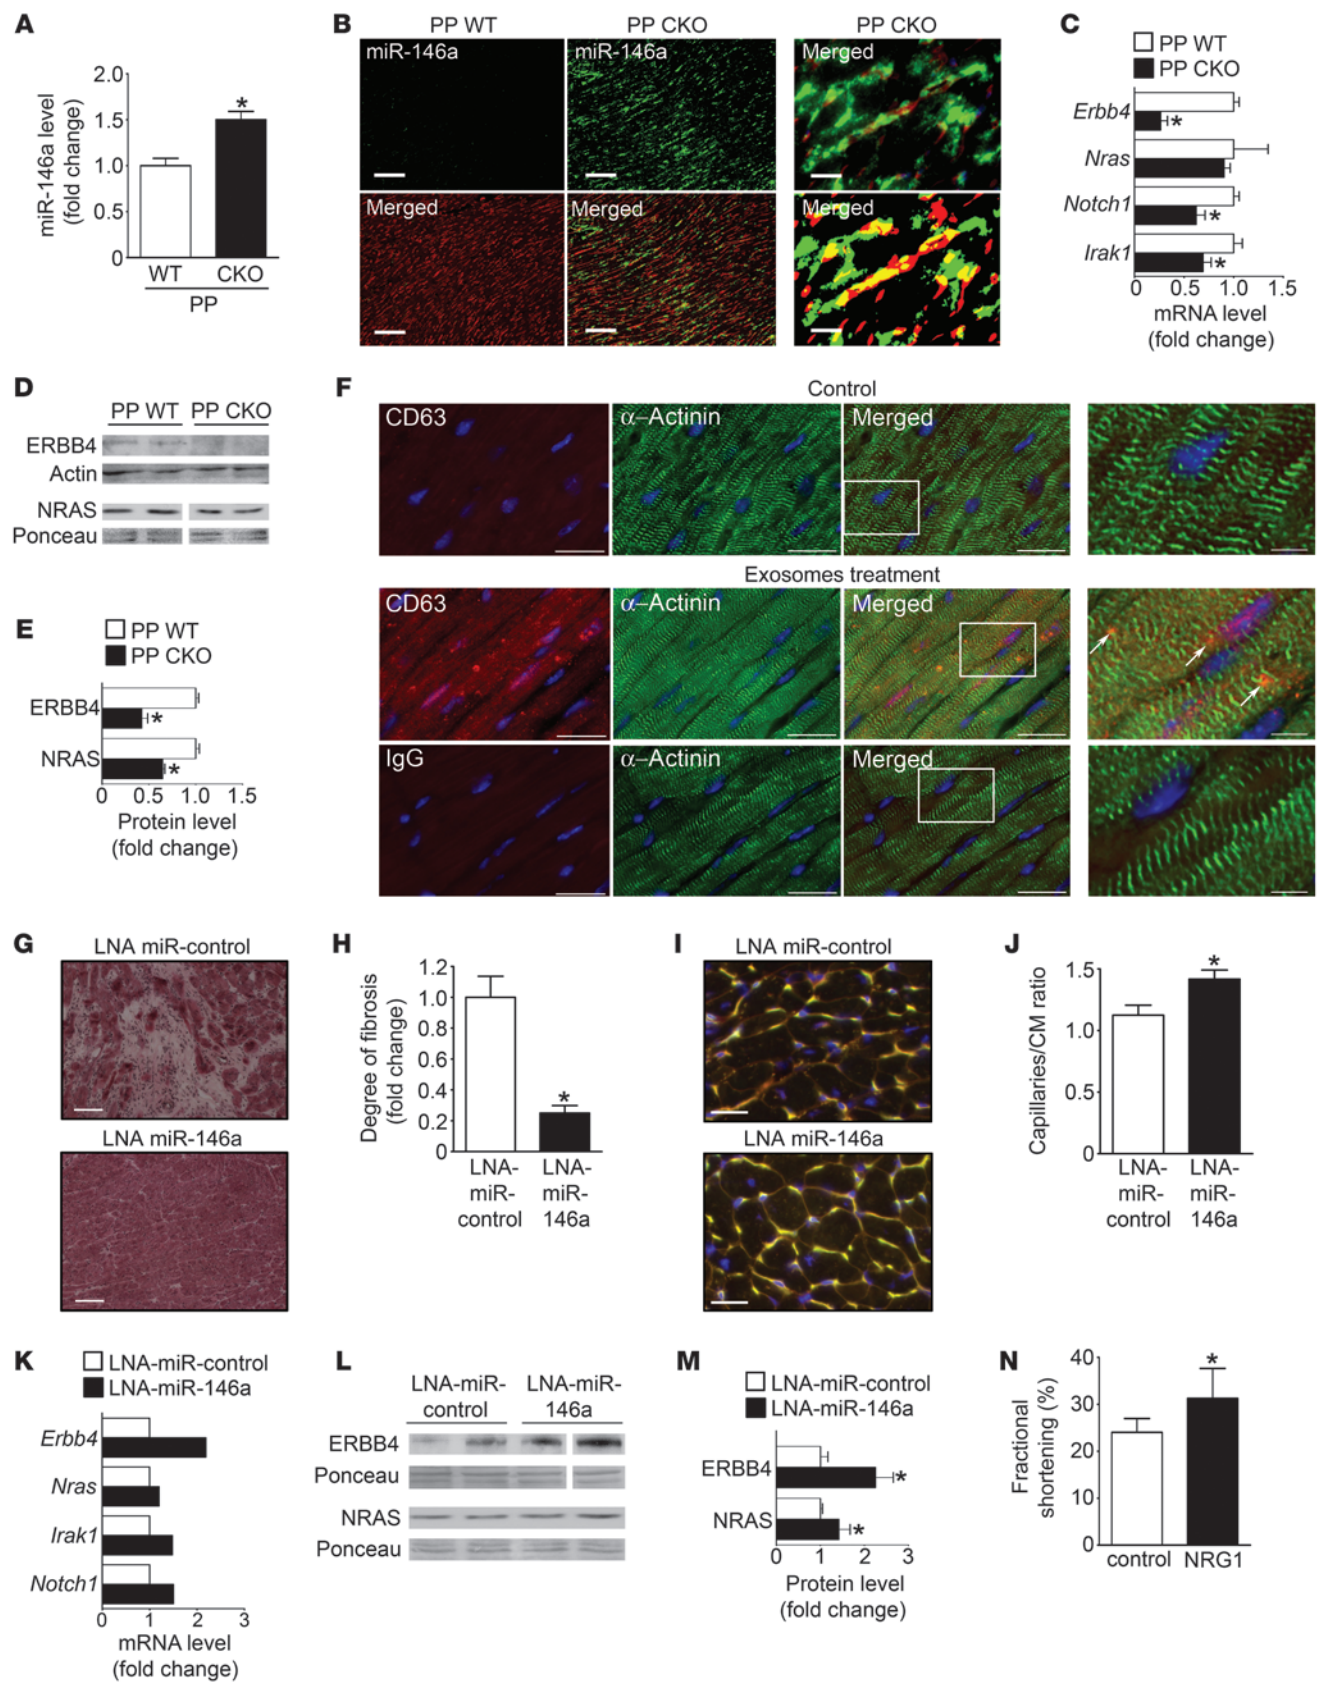 A
miR-146a level
(fold change)
2.0
1.5
1.0
0.5
0
*
WT
CKO
PP
B
PP WT
PP CKO
PP CKO
miR-146a
miR-146a
Merged
Merged
Merged
Merged
C
PP WT
PP CKO
Erbb4
*
Nras
Notch1
*
Irak1
*
0
0.5
1.0
1.5
mRNA level
(fold change)
D
PP WT
PP CKO
ERBB4
Actin
NRAS
Ponceau
E
PP WT
PP CKO
ERBB4
*
NRAS
*
0
0.5
1.0
1.5
Protein level
(fold change)
F
Control
CD63
α–Actinin
Merged
Exosomes treatment
CD63
α–Actinin
Merged
IgG
α–Actinin
Merged
G
LNA miR-control
LNA miR-146a
H
Degree of fibrosis
(fold change)
1.2
1.0
0.8
0.6
0.4
0.2
0
*
LNA-
miR-
control
LNA-
miR-
146a
I
LNA miR-control
LNA miR-146a
J
Capillaries/CM ratio
1.5
1.0
0.5
0
*
LNA-
miR-
control
LNA-
miR-
146a
K
LNA-miR-control
LNA-miR-146a
Erbb4
Nras
Irak1
Notch1
0
1
2
3
mRNA level
(fold change)
L
LNA-miR-
control
LNA-miR-
146a
ERBB4
Ponceau
NRAS
Ponceau
M
LNA-miR-control
LNA-miR-146a
ERBB4
*
NRAS
*
0
1
2
3
Protein level
(fold change)
N
Fractional
shortening (%)
40
30
20
10
0
*
control
NRG1